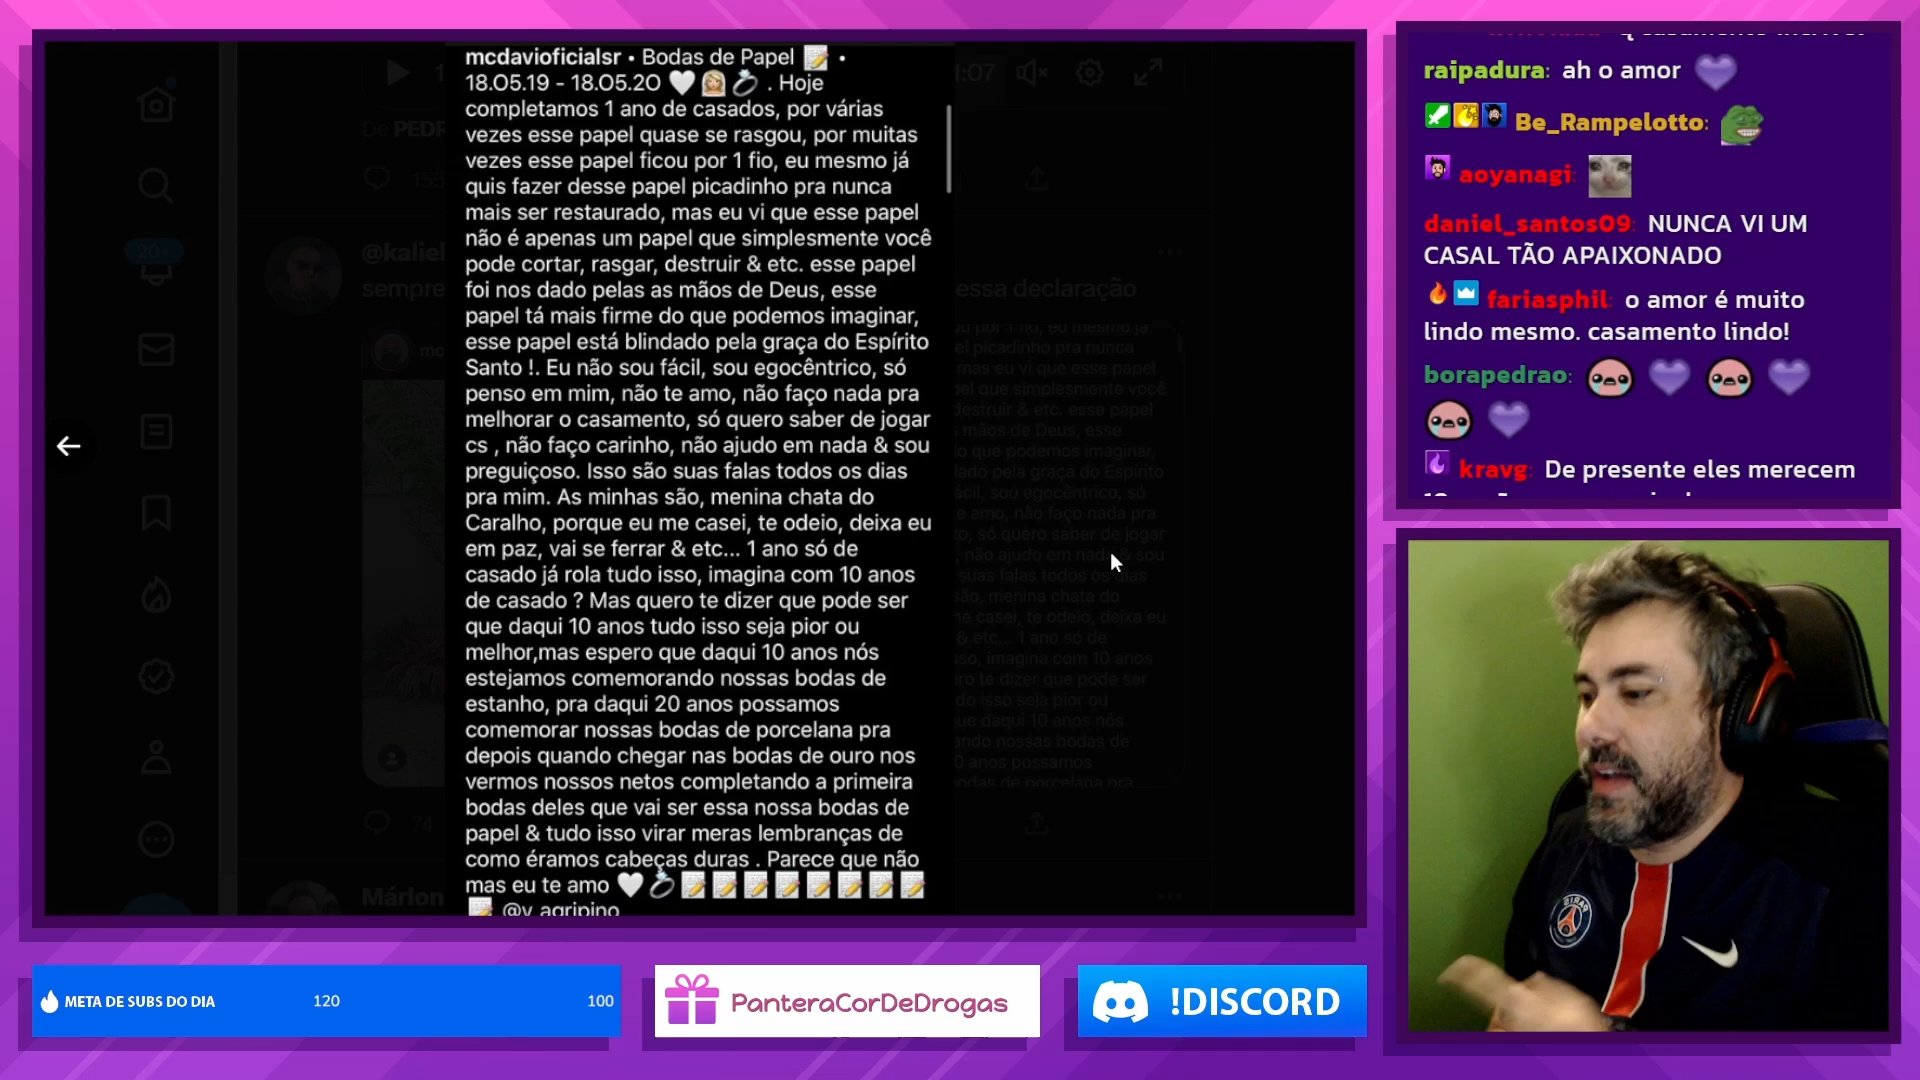 mcdavioficialsr • Bodas de Papel 📝 •
18.05.19 - 18.05.20 🤍👰🏼💍 . Hoje
completamos 1 ano de casados, por várias
vezes esse papel quase se rasgou, por muitas
vezes esse papel ficou por 1 fio, eu mesmo já
quis fazer desse papel picadinho pra nunca
mais ser restaurado, mas eu vi que esse papel
não é apenas um papel que simplesmente você
pode cortar, rasgar, destruir & etc. esse papel
foi nos dado pelas as mãos de Deus, esse
papel tá mais firme do que podemos imaginar,
esse papel está blindado pela graça do Espírito
Santo !. Eu não sou fácil, sou egocêntrico, só
penso em mim, não te amo, não faço nada pra
melhorar o casamento, só quero saber de jogar
cs , não faço carinho, não ajudo em nada & sou
preguiçoso. Isso são suas falas todos os dias
pra mim. As minhas são, menina chata do
Caralho, porque eu me casei, te odeio, deixa eu
em paz, vai se ferrar & etc... 1 ano só de
casado já rola tudo isso, imagina com 10 anos
de casado ? Mas quero te dizer que pode ser
que daqui 10 anos tudo isso seja pior ou
melhor,mas espero que daqui 10 anos nós
estejamos comemorando nossas bodas de
estanho, pra daqui 20 anos possamos
comemorar nossas bodas de porcelana pra
depois quando chegar nas bodas de ouro nos
vermos nossos netos completando a primeira
bodas deles que vai ser essa nossa bodas de
papel & tudo isso virar meras lembranças de
como éramos cabeças duras . Parece que não
mas eu te amo 🤍💍📝📝📝📝📝📝📝📝
📝 @v_agripino
@kaliel
sempre
essa declaração
Márlon
20+
74
:07
raipadura: ah o amor 💜
Be_Rampelotto:
aoyanagi:
daniel_santos09: NUNCA VI UM
CASAL TÃO APAIXONADO
fariasphil: o amor é muito
lindo mesmo. casamento lindo!
borapedrao:
kravg: De presente eles merecem
META DE SUBS DO DIA 120 100
PanteraCorDeDrogas
!DISCORD
PARIS